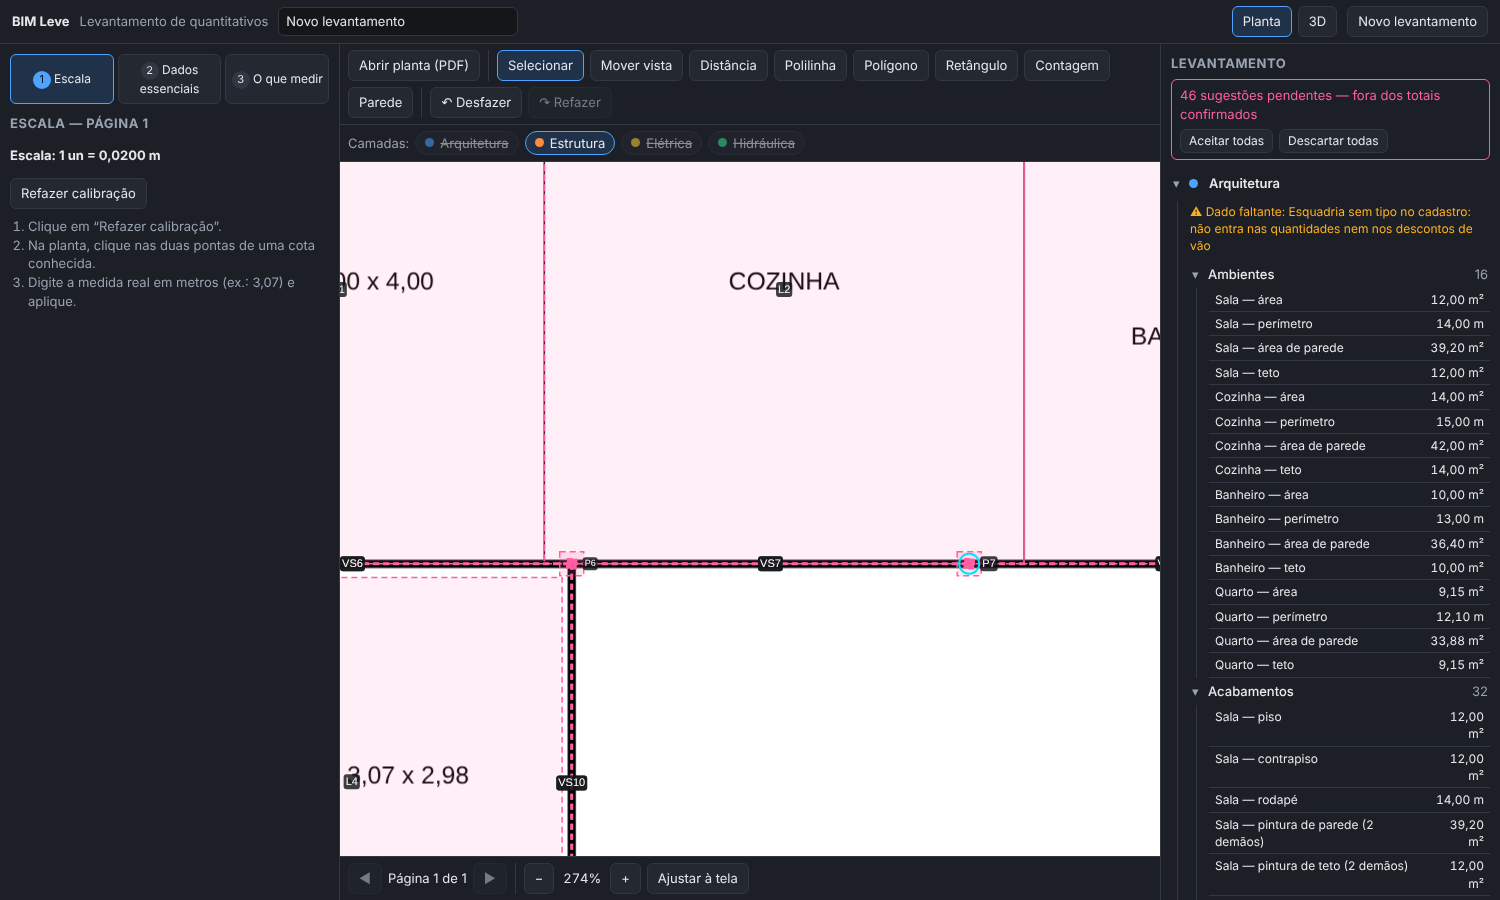 BIM Leve Levantamento de quantitativos Novo levantamento Planta 3D Novo levantamento
1 Escala
2 Dados essenciais
3 O que medir
ESCALA — PÁGINA 1
Escala: 1 un = 0,0200 m
Refazer calibração
1. Clique em “Refazer calibração”.
2. Na planta, clique nas duas pontas de uma cota
conhecida.
3. Digite a medida real em metros (ex.: 3,07) e
aplique.
Abrir planta (PDF) Selecionar Mover vista Distância Polilinha Polígono Retângulo Contagem
Parede ↶ Desfazer ↷ Refazer
Camadas: Arquitetura Estrutura Elétrica Hidráulica
0 x 4,00
COZINHA
L2
BA
VS6 P6 VS7 P7
3,07 x 2,98
L4
VS10
◀ Página 1 de 1 ▶ − 274% + Ajustar à tela
LEVANTAMENTO
46 sugestões pendentes — fora dos totais
confirmados
Aceitar todas Descartar todas
▼ Arquitetura
⚠ Dado faltante: Esquadria sem tipo no cadastro:
não entra nas quantidades nem nos descontos de
vão
▼ Ambientes 16
Sala — área 12,00 m²
Sala — perímetro 14,00 m
Sala — área de parede 39,20 m²
Sala — teto 12,00 m²
Cozinha — área 14,00 m²
Cozinha — perímetro 15,00 m
Cozinha — área de parede 42,00 m²
Cozinha — teto 14,00 m²
Banheiro — área 10,00 m²
Banheiro — perímetro 13,00 m
Banheiro — área de parede 36,40 m²
Banheiro — teto 10,00 m²
Quarto — área 9,15 m²
Quarto — perímetro 12,10 m
Quarto — área de parede 33,88 m²
Quarto — teto 9,15 m²
▼ Acabamentos 32
Sala — piso 12,00
m²
Sala — contrapiso 12,00
m²
Sala — rodapé 14,00 m
Sala — pintura de parede (2 39,20
demãos) m²
Sala — pintura de teto (2 demãos) 12,00
m²